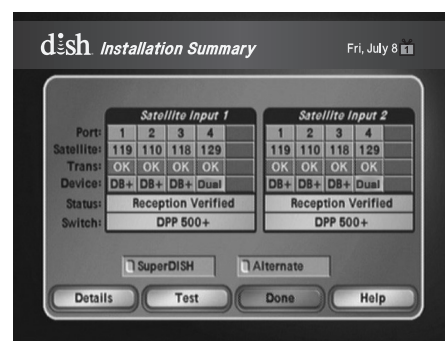 dish Installation Summary Fri, July 8
Satellite Input 1 Satellite Input 2
Port: 1 2 3 4 1 2 3 4
Satellite: 119 110 118 129 119 110 118 129
Trans: OK OK OK OK OK OK OK OK
Device: DB+ DB+ DB+ Dual DB+ DB+ DB+ Dual
Status: Reception Verified Reception Verified
Switch: DPP 500+ DPP 500+
SuperDISH Alternate
Details Test Done Help